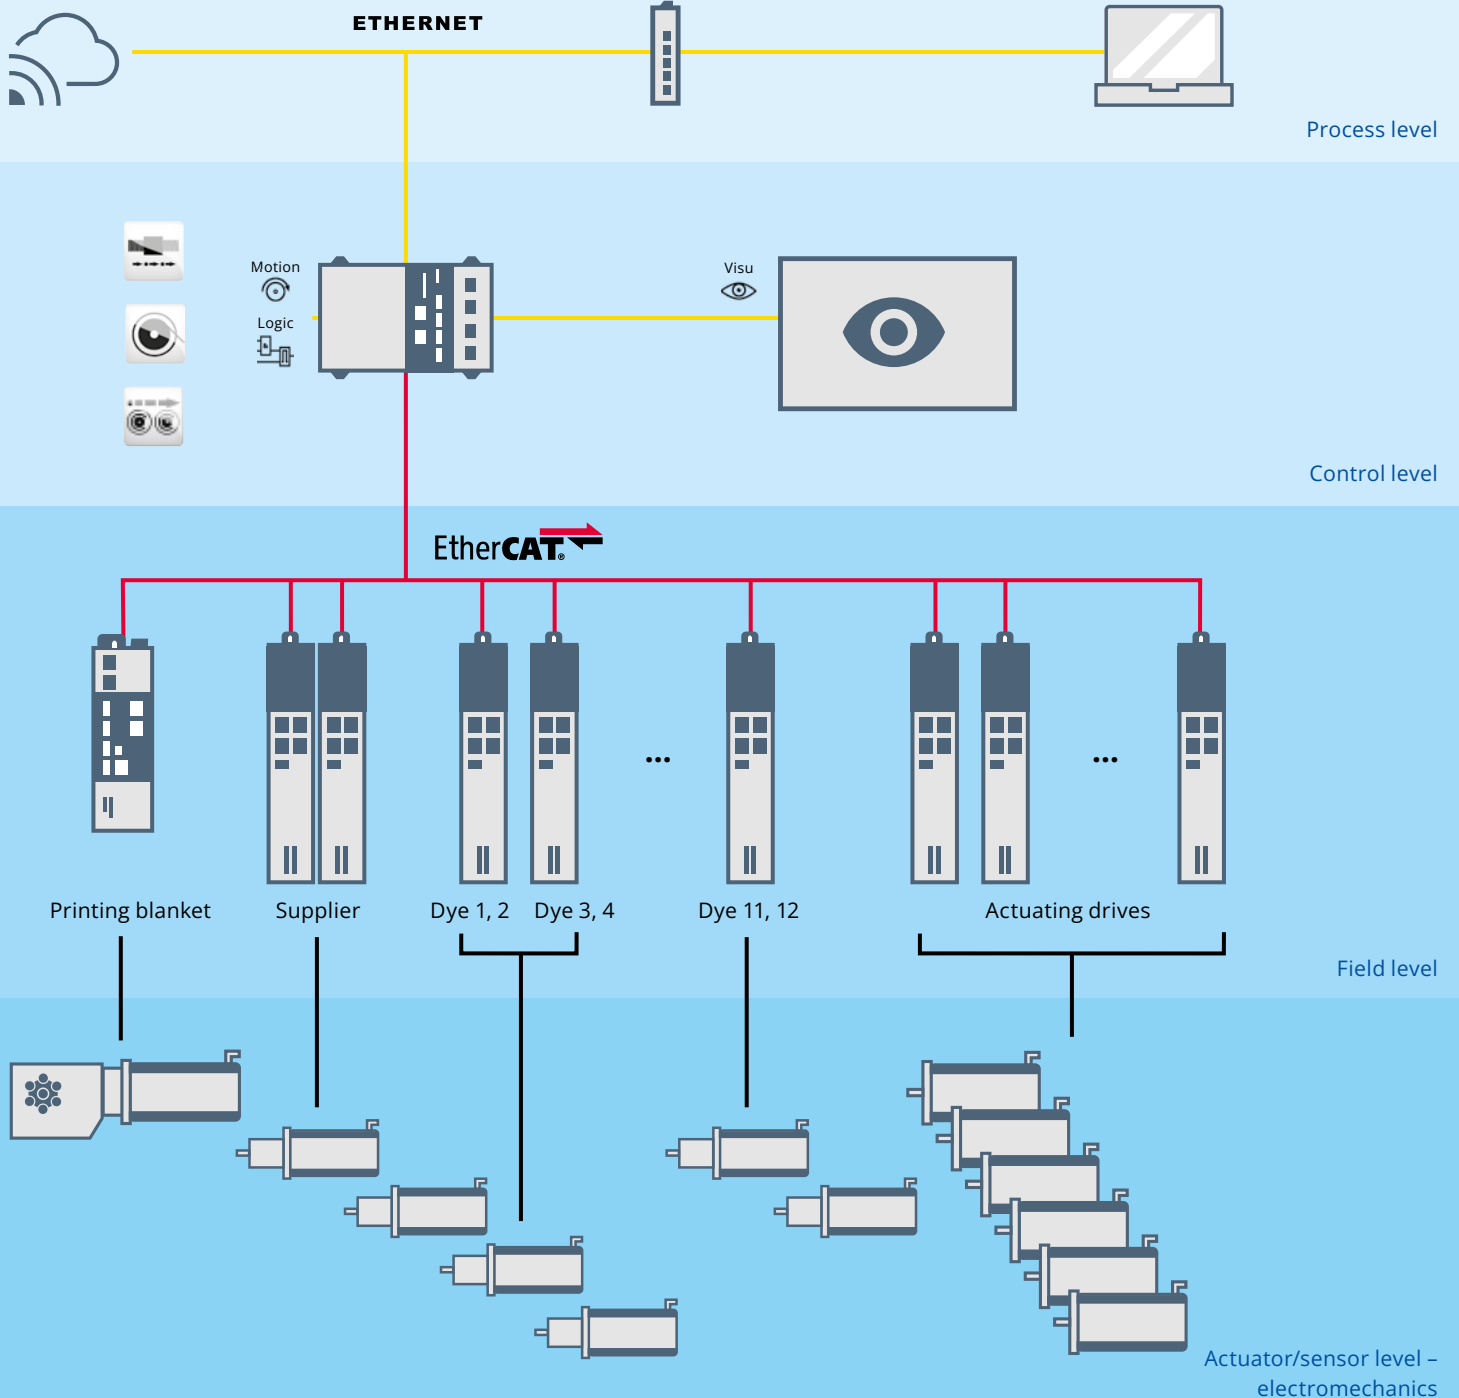 ETHERNET
Process level
Motion
Logic
Visu
Control level
EtherCAT®
Printing blanket
Supplier
Dye 1, 2
Dye 3, 4
...
Dye 11, 12
...
Actuating drives
Field level
Actuator/sensor level –
electromechanics